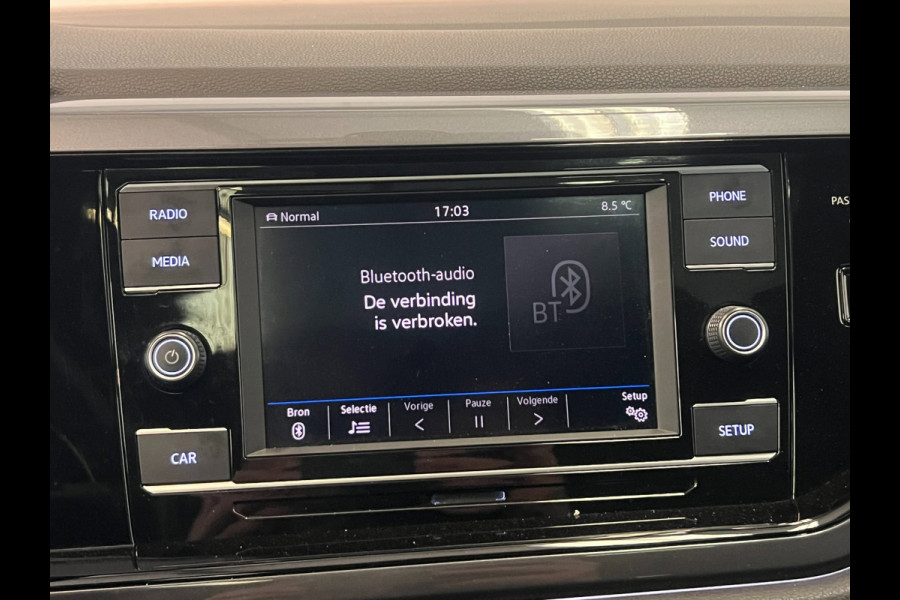 Normal 17:03 8.5 °C
RADIO
MEDIA
CAR
Bluetooth-audio
De verbinding
is verbroken.
BT
Bron Selectie Vorige Pauze Volgende Setup
PHONE
SOUND
SETUP
PAS